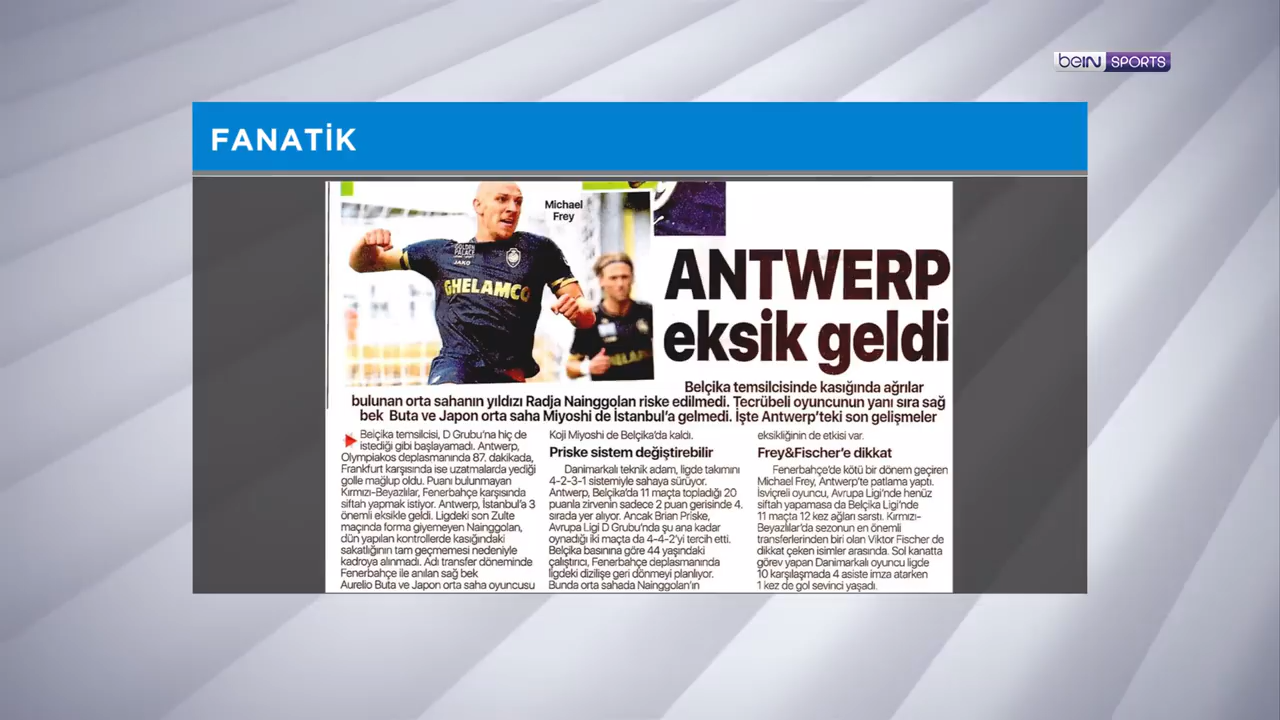 beIN SPORTS
FANATİK
Michael
Frey
GOLDEN
PALACE
JAKO
GHELAMCO
ANTWERP
eksik geldi
Belçika temsilcisinde kasığında ağrılar
bulunan orta sahanın yıldızı Radja Nainggolan riske edilmedi. Tecrübeli oyuncunun yanı sıra sağ
bek Buta ve Japon orta saha Miyoshi de İstanbul'a gelmedi. İşte Antwerp'teki son gelişmeler
Belçika temsilcisi, D Grubu'na hiç de
istediği gibi başlayamadı. Antwerp,
Olympiakos deplasmanında 87. dakikada,
Frankfurt karşısında ise uzatmalarda yediği
golle mağlup oldu. Puanı bulunmayan
Kırmızı-Beyazlılar, Fenerbahçe karşısında
siftah yapmak istiyor. Antwerp, İstanbul'a 3
önemli eksikle geldi. Ligdeki son Zulte
maçında forma giyemeyen Nainggolan,
dün yapılan kontrollerde kasığındaki
sakatlığının tam geçmemesi nedeniyle
kadroya alınmadı. Adı transfer döneminde
Fenerbahçe ile anılan sağ bek
Aurelio Buta ve Japon orta saha oyuncusu
Koji Miyoshi de Belçika'da kaldı.
Priske sistem değiştirebilir
Danimarkalı teknik adam, ligde takımını
4-2-3-1 sistemiyle sahaya sürüyor.
Antwerp, Belçika'da 11 maçta topladığı 20
puanla zirvenin sadece 2 puan gerisinde 4.
sırada yer alıyor. Ancak Brian Priske,
Avrupa Ligi D Grubu'nda şu ana kadar
oynadığı iki maçta da 4-4-2'yi tercih etti.
Belçika basınına göre 44 yaşındaki
çalıştırıcı, Fenerbahçe deplasmanında
ligdeki dizilişe geri dönmeyi planlıyor.
Bunda orta sahada Nainggolan'ın
eksikliğinin de etkisi var.
Frey&Fischer'e dikkat
Fenerbahçe'de kötü bir dönem geçiren
Michael Frey, Antwerp'te patlama yaptı.
İsviçreli oyuncu, Avrupa Ligi'nde henüz
siftah yapamasa da Belçika Ligi'nde
11 maçta 12 kez ağları sarstı. Kırmızı-
Beyazlılar'da sezonun en önemli
transferlerinden biri olan Viktor Fischer de
dikkat çeken isimler arasında. Sol kanatta
görev yapan Danimarkalı oyuncu ligde
10 karşılaşmada 4 asiste imza atarken
1 kez de gol sevinci yaşadı.